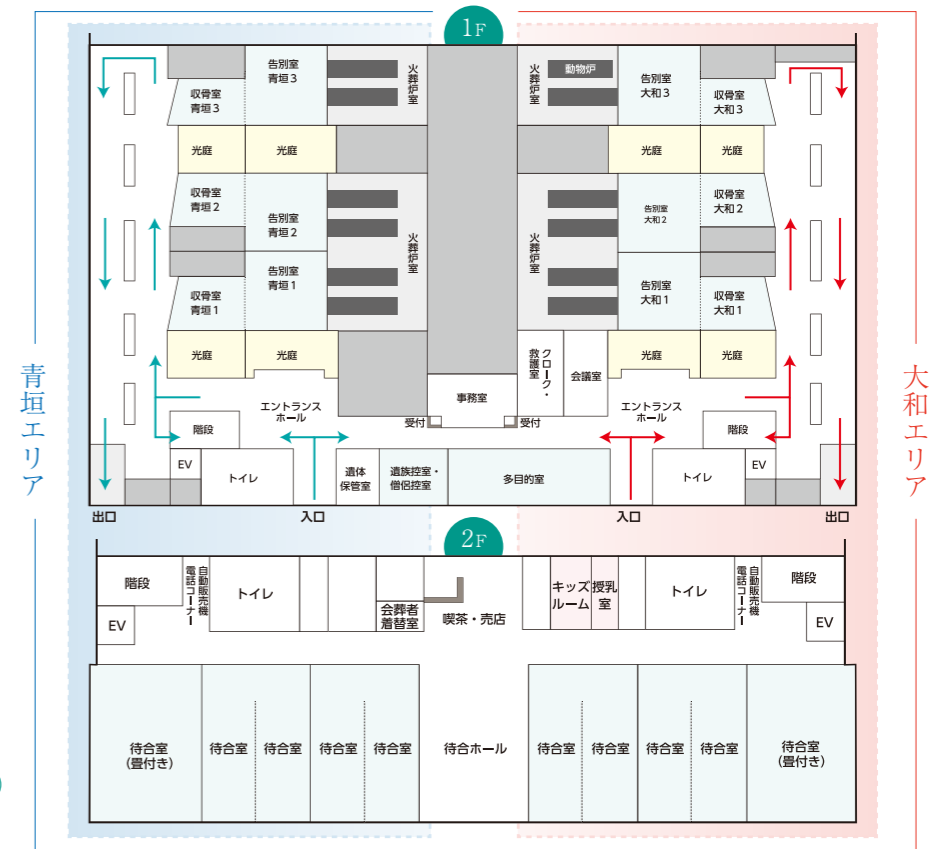 1F
青垣エリア
大和エリア
告別室
青垣3
火葬炉室
火葬炉室
動物炉
告別室
大和3
収骨室
青垣3
収骨室
大和3
光庭
光庭
光庭
光庭
収骨室
青垣2
告別室
青垣2
火葬炉室
火葬炉室
告別室
大和2
収骨室
大和2
収骨室
青垣1
告別室
青垣1
告別室
大和1
収骨室
大和1
光庭
光庭
クローク・
救護室
会議室
光庭
光庭
事務室
エントランス
ホール
受付
受付
エントランス
ホール
階段
階段
EV
トイレ
遺体
保管室
遺族控室・
僧侶控室
多目的室
トイレ
EV
出口
入口
入口
出口
2F
階段
自動販売機
電話コーナー
トイレ
会葬者
着替室
喫茶・売店
キッズ
ルーム
授乳
室
トイレ
自動販売機
電話コーナー
階段
EV
EV
待合室
(畳付き)
待合室
待合室
待合室
待合室
待合ホール
待合室
待合室
待合室
待合室
待合室
(畳付き)